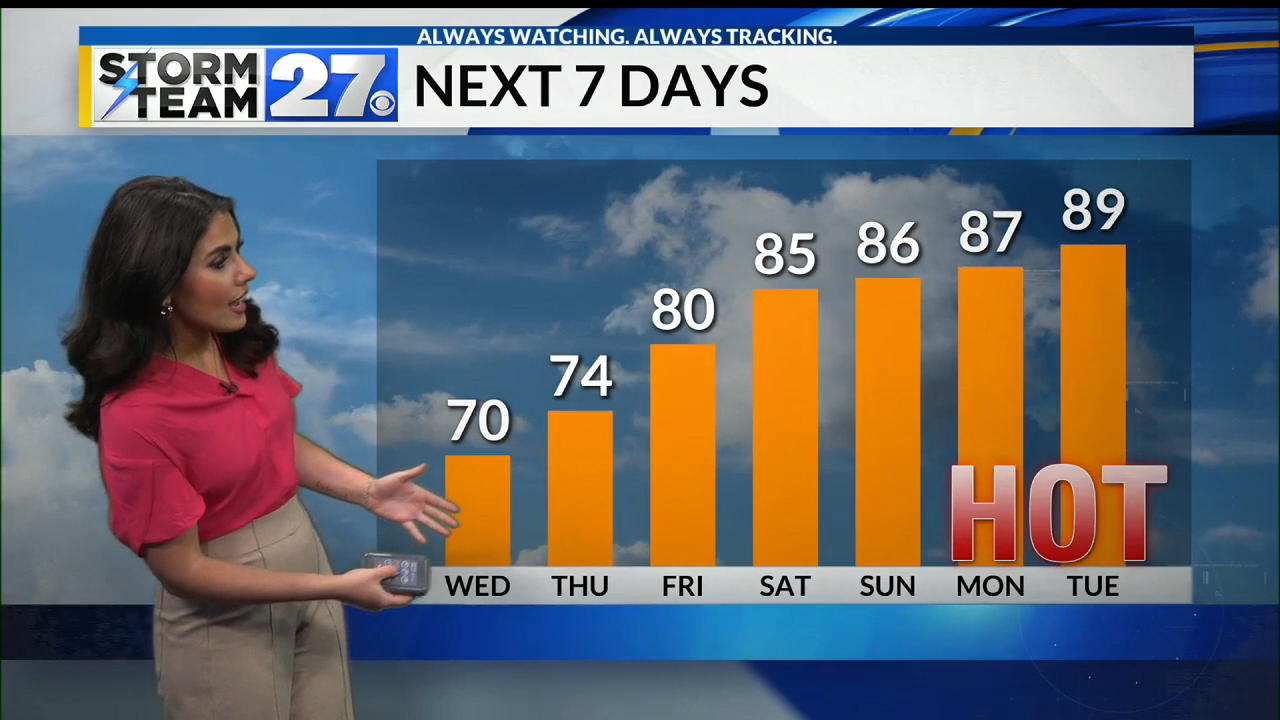 ALWAYS WATCHING. ALWAYS TRACKING.
STORM
TEAM
27
NEXT 7 DAYS
70 74 80 85 86 87 89
HOT
WED THU FRI SAT SUN MON TUE